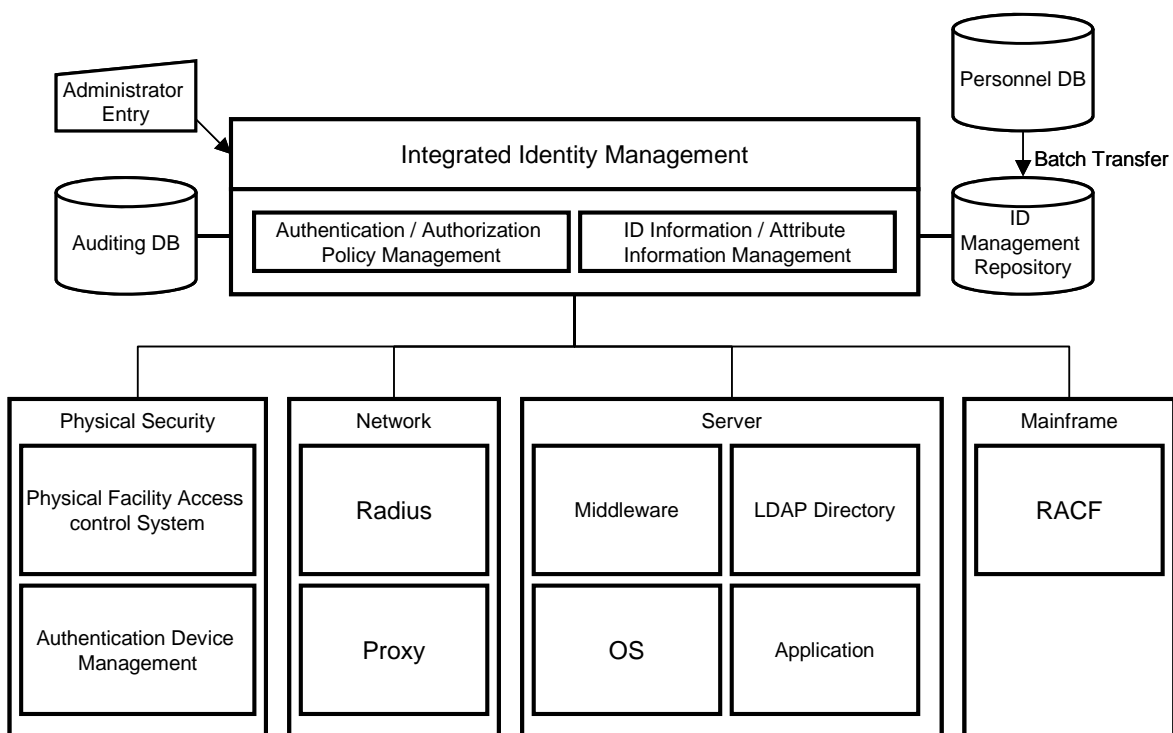 Administrator
Entry
Personnel DB
Integrated Identity Management
Batch Transfer
Auditing DB
Authentication / Authorization
Policy Management
ID Information / Attribute
Information Management
ID
Management
Repository
Physical Security
Physical Facility Access
control System
Authentication Device
Management
Network
Radius
Proxy
Server
Middleware
LDAP Directory
OS
Application
Mainframe
RACF